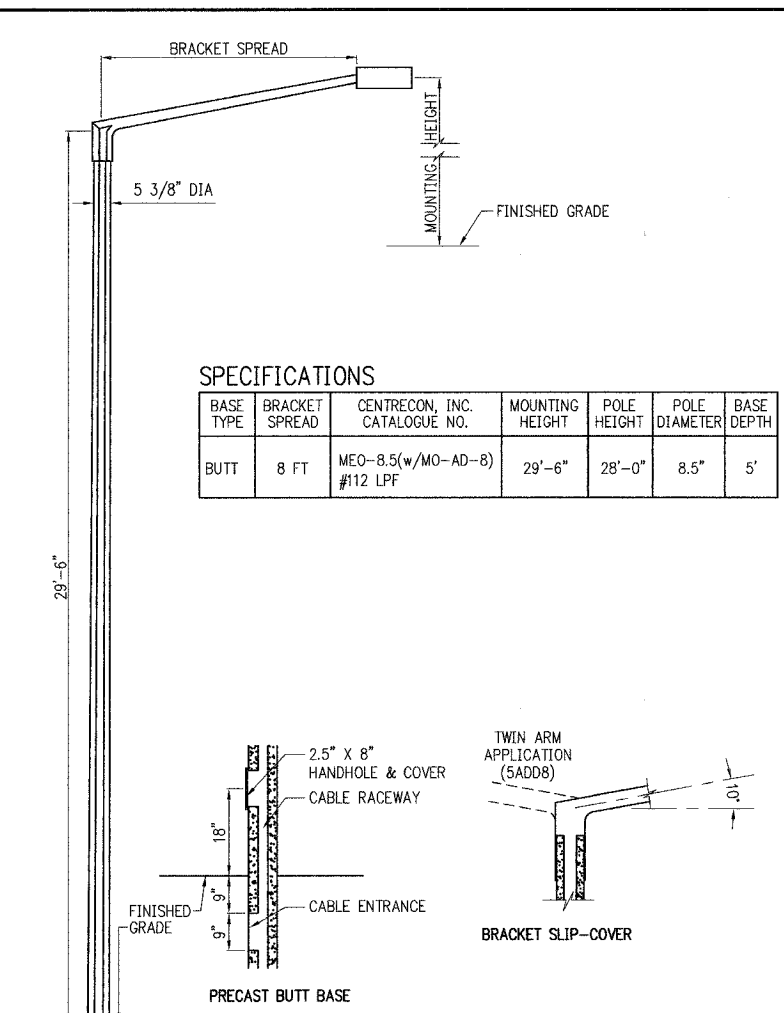 BRACKET SPREAD
MOUNTING HEIGHT
5 3/8" DIA
FINISHED GRADE
SPECIFICATIONS
BASE TYPE
BRACKET SPREAD
CENTRECON, INC. CATALOGUE NO.
MOUNTING HEIGHT
POLE HEIGHT
POLE DIAMETER
BASE DEPTH
BUTT
8 FT
MEO-8.5(w/MO-AD-8)
#112 LPF
29'-6"
28'-0"
8.5"
5'
29'-6"
2.5" X 8"
HANDHOLE & COVER
CABLE RACEWAY
18"
9"
FINISHED
GRADE
9"
CABLE ENTRANCE
PRECAST BUTT BASE
TWIN ARM
APPLICATION
(5ADD8)
10°
BRACKET SLIP-COVER